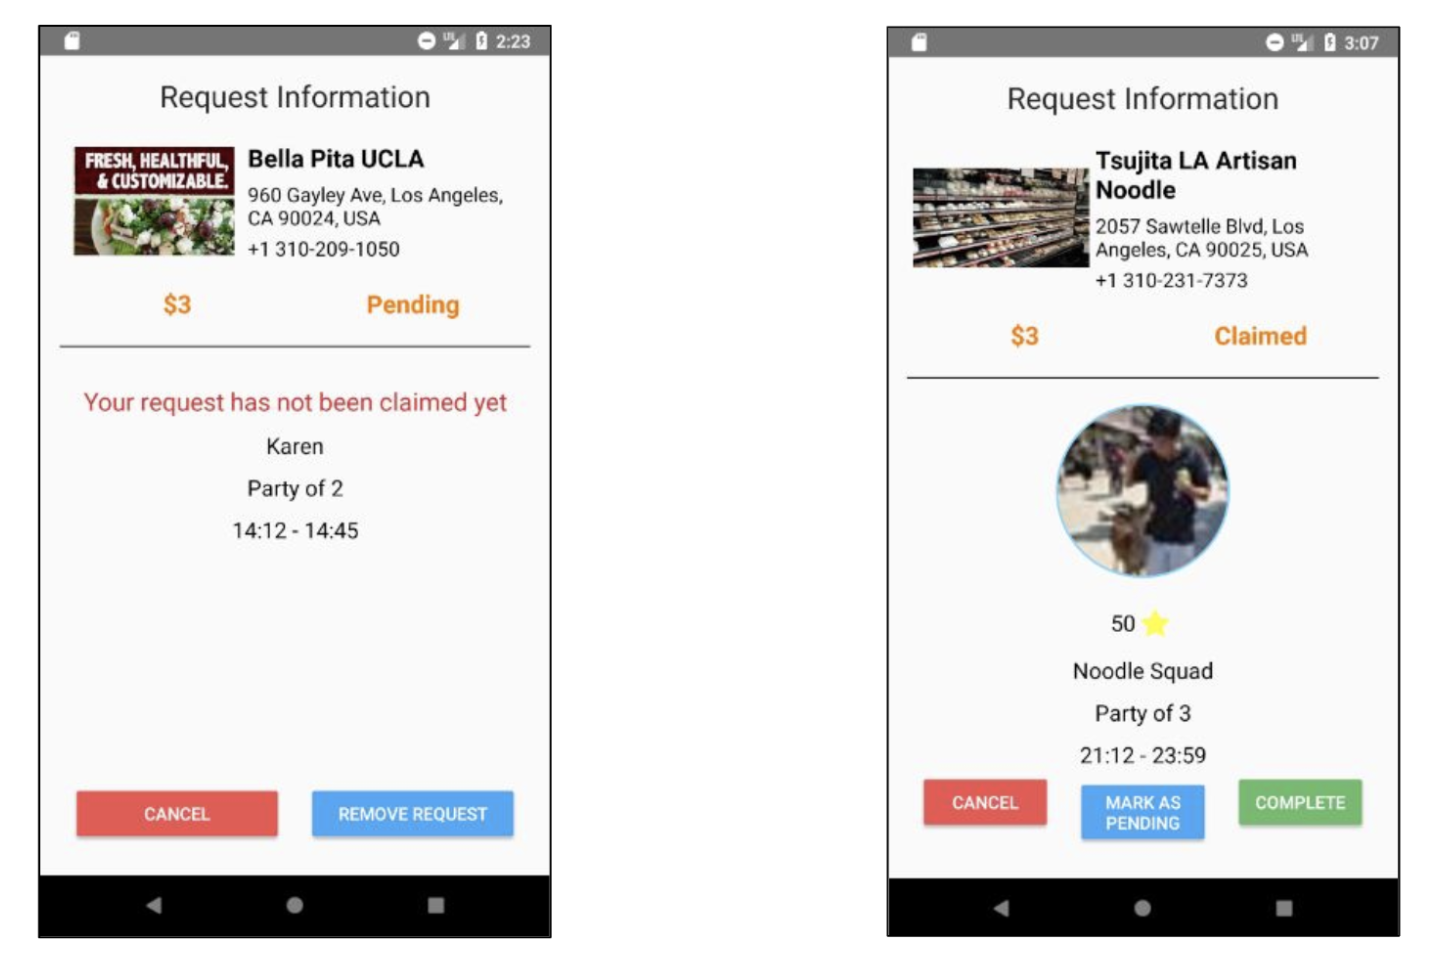 2:23
Request Information
FRESH, HEALTHFUL,
& CUSTOMIZABLE.
Bella Pita UCLA
960 Gayley Ave, Los Angeles,
CA 90024, USA
+1 310-209-1050
$3
Pending
Your request has not been claimed yet
Karen
Party of 2
14:12 - 14:45
CANCEL
REMOVE REQUEST
LTE
3:07
Request Information
Tsujita LA Artisan
Noodle
2057 Sawtelle Blvd, Los
Angeles, CA 90025, USA
+1 310-231-7373
$3
Claimed
50
Noodle Squad
Party of 3
21:12 - 23:59
CANCEL
MARK AS
PENDING
COMPLETE